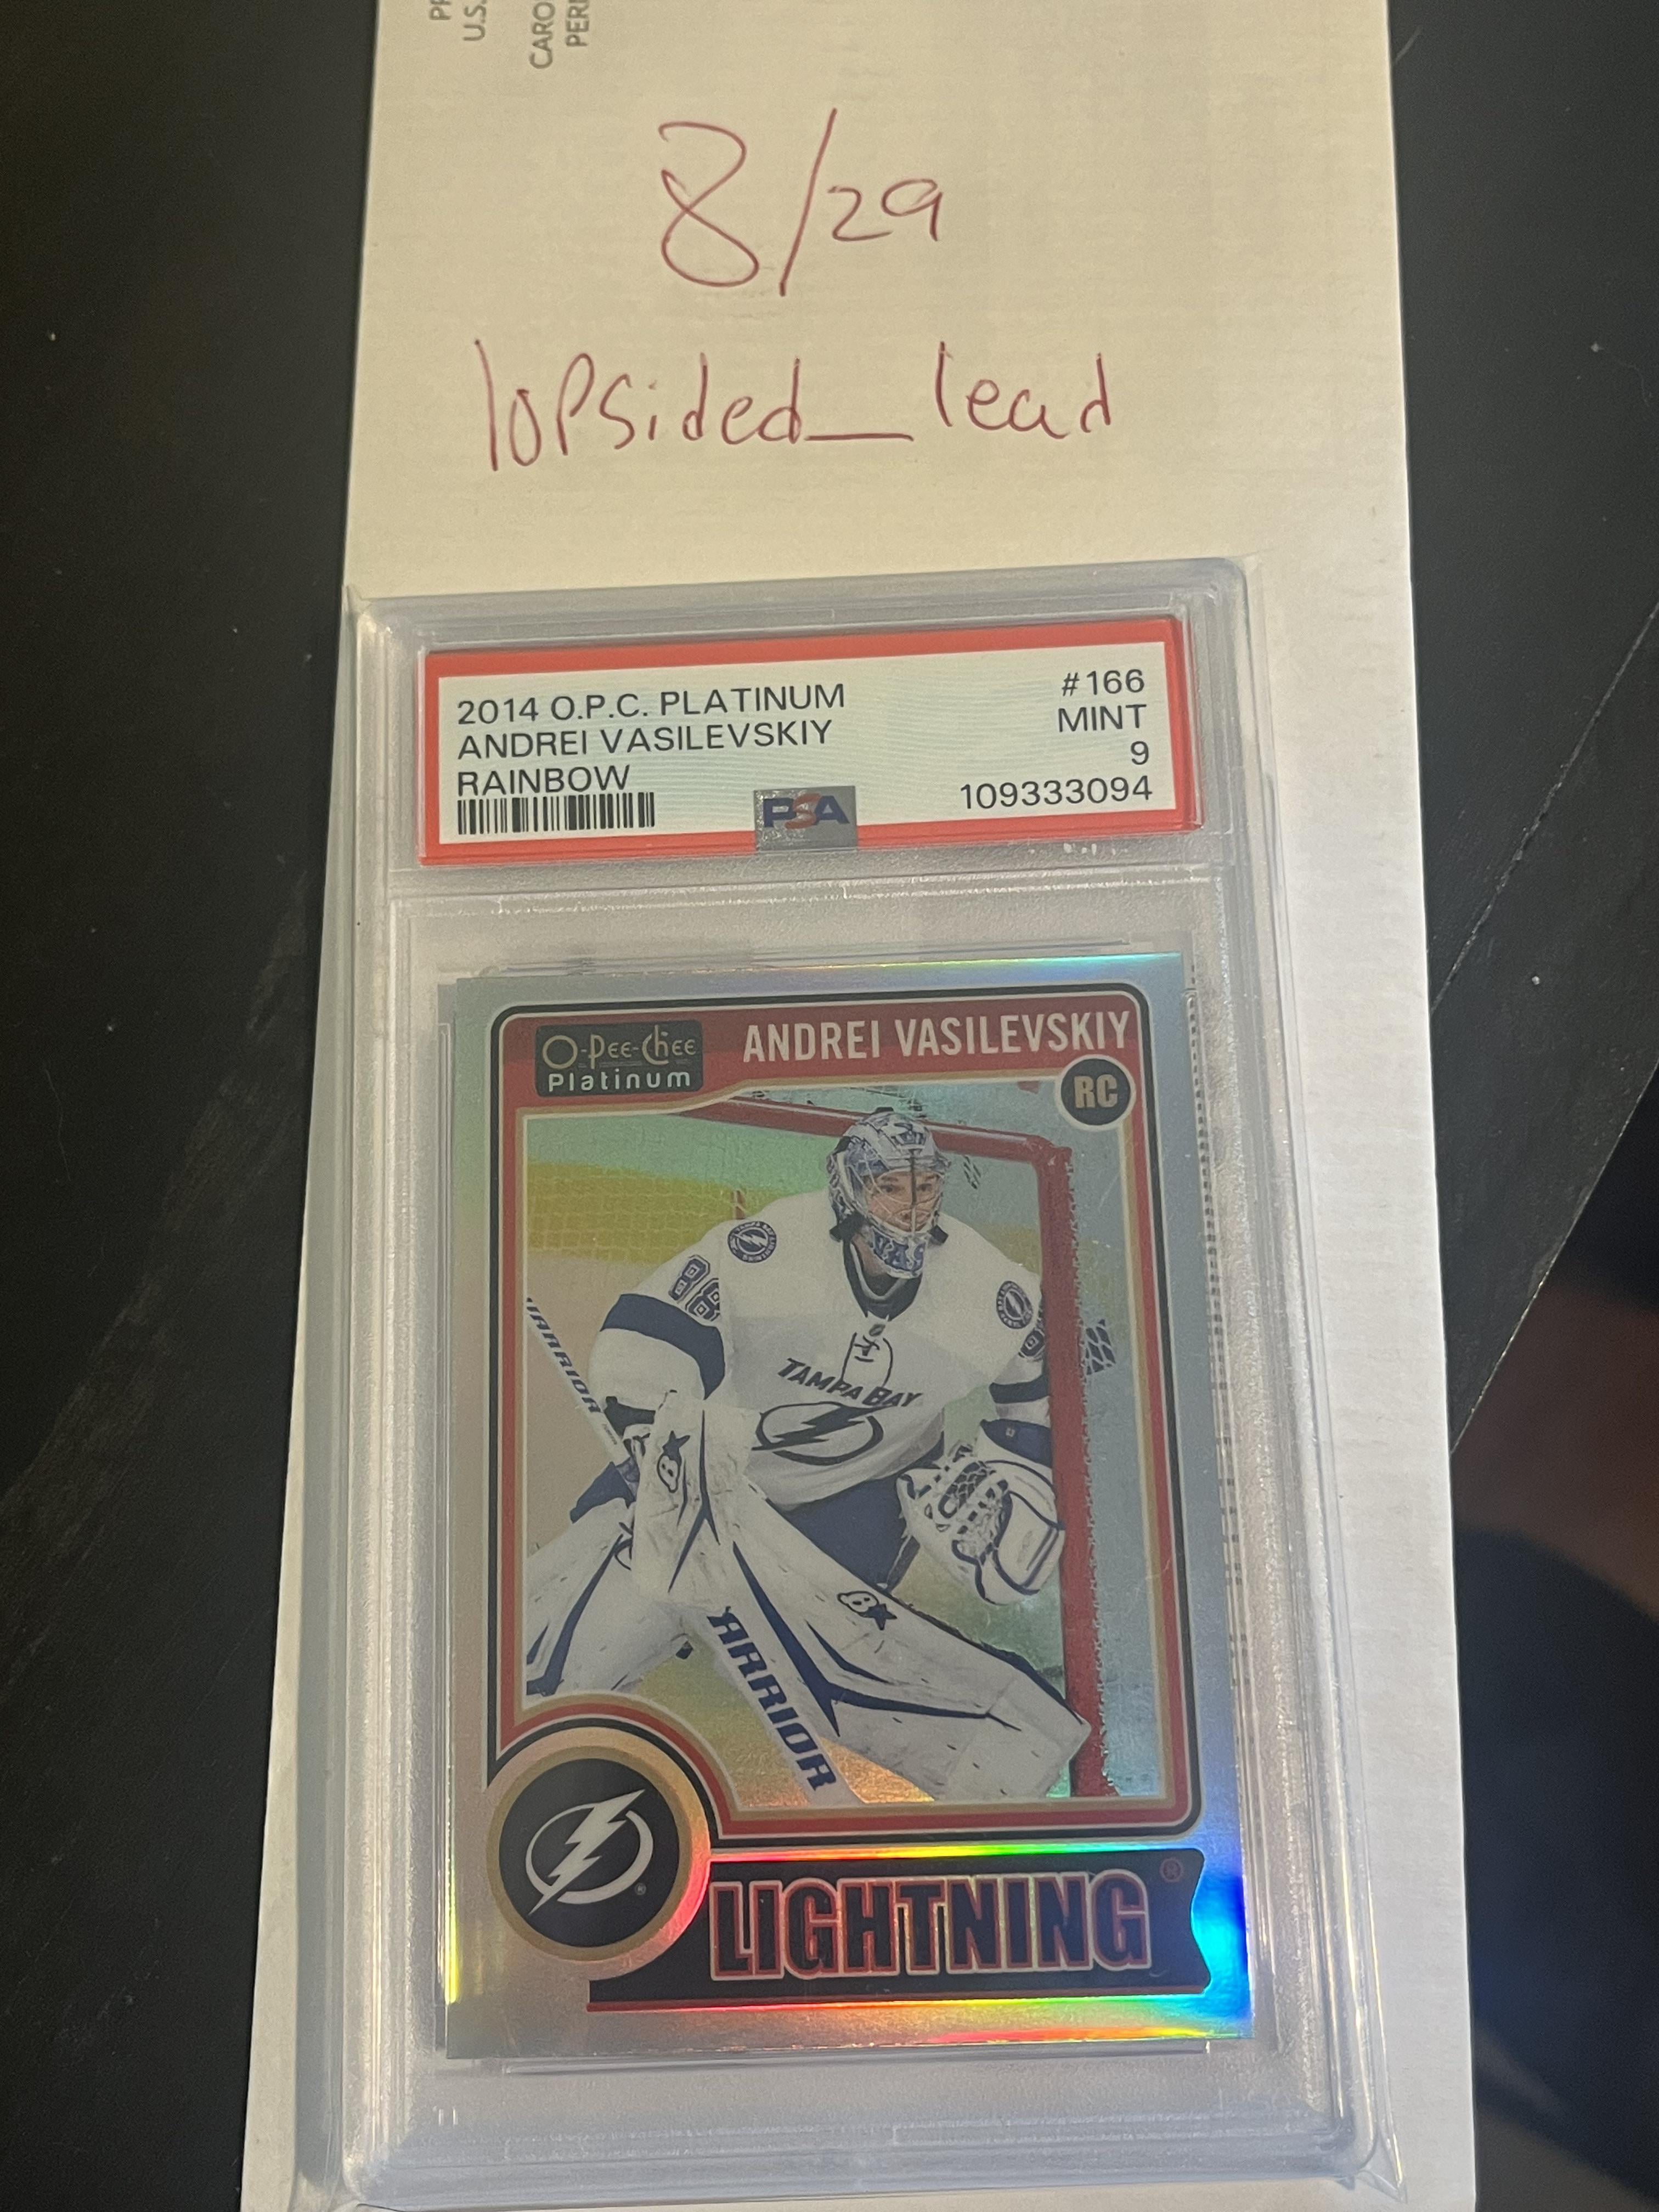 8/29
lopsided_lead
2014 O.P.C. PLATINUM #166
ANDREI VASILEVSKIY MINT
RAINBOW 9
109333094
PSA
O-Pee-Chee
Platinum
ANDREI VASILEVSKIY
RC
TAMPA BAY
WARRIOR
ARRIOR
LIGHTNING